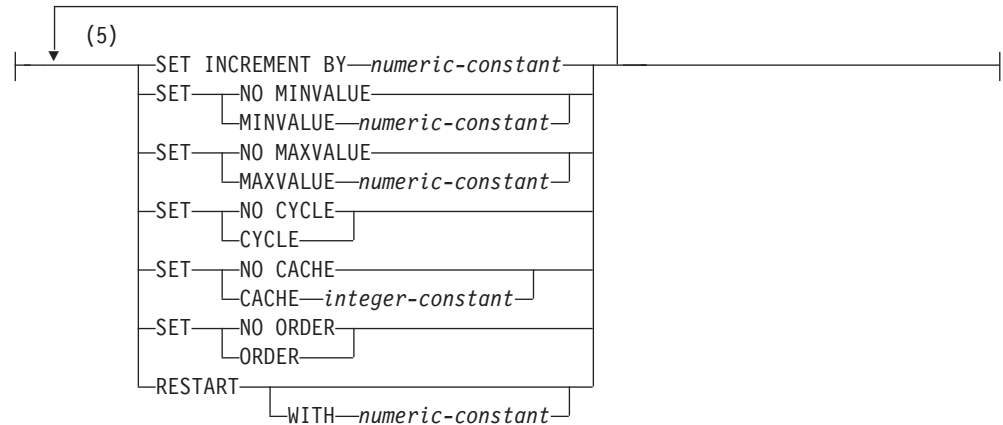 (5)
SET INCREMENT BY numeric-constant
SET NO MINVALUE
MINVALUE numeric-constant
SET NO MAXVALUE
MAXVALUE numeric-constant
SET NO CYCLE
CYCLE
SET NO CACHE
CACHE integer-constant
SET NO ORDER
ORDER
RESTART
WITH numeric-constant